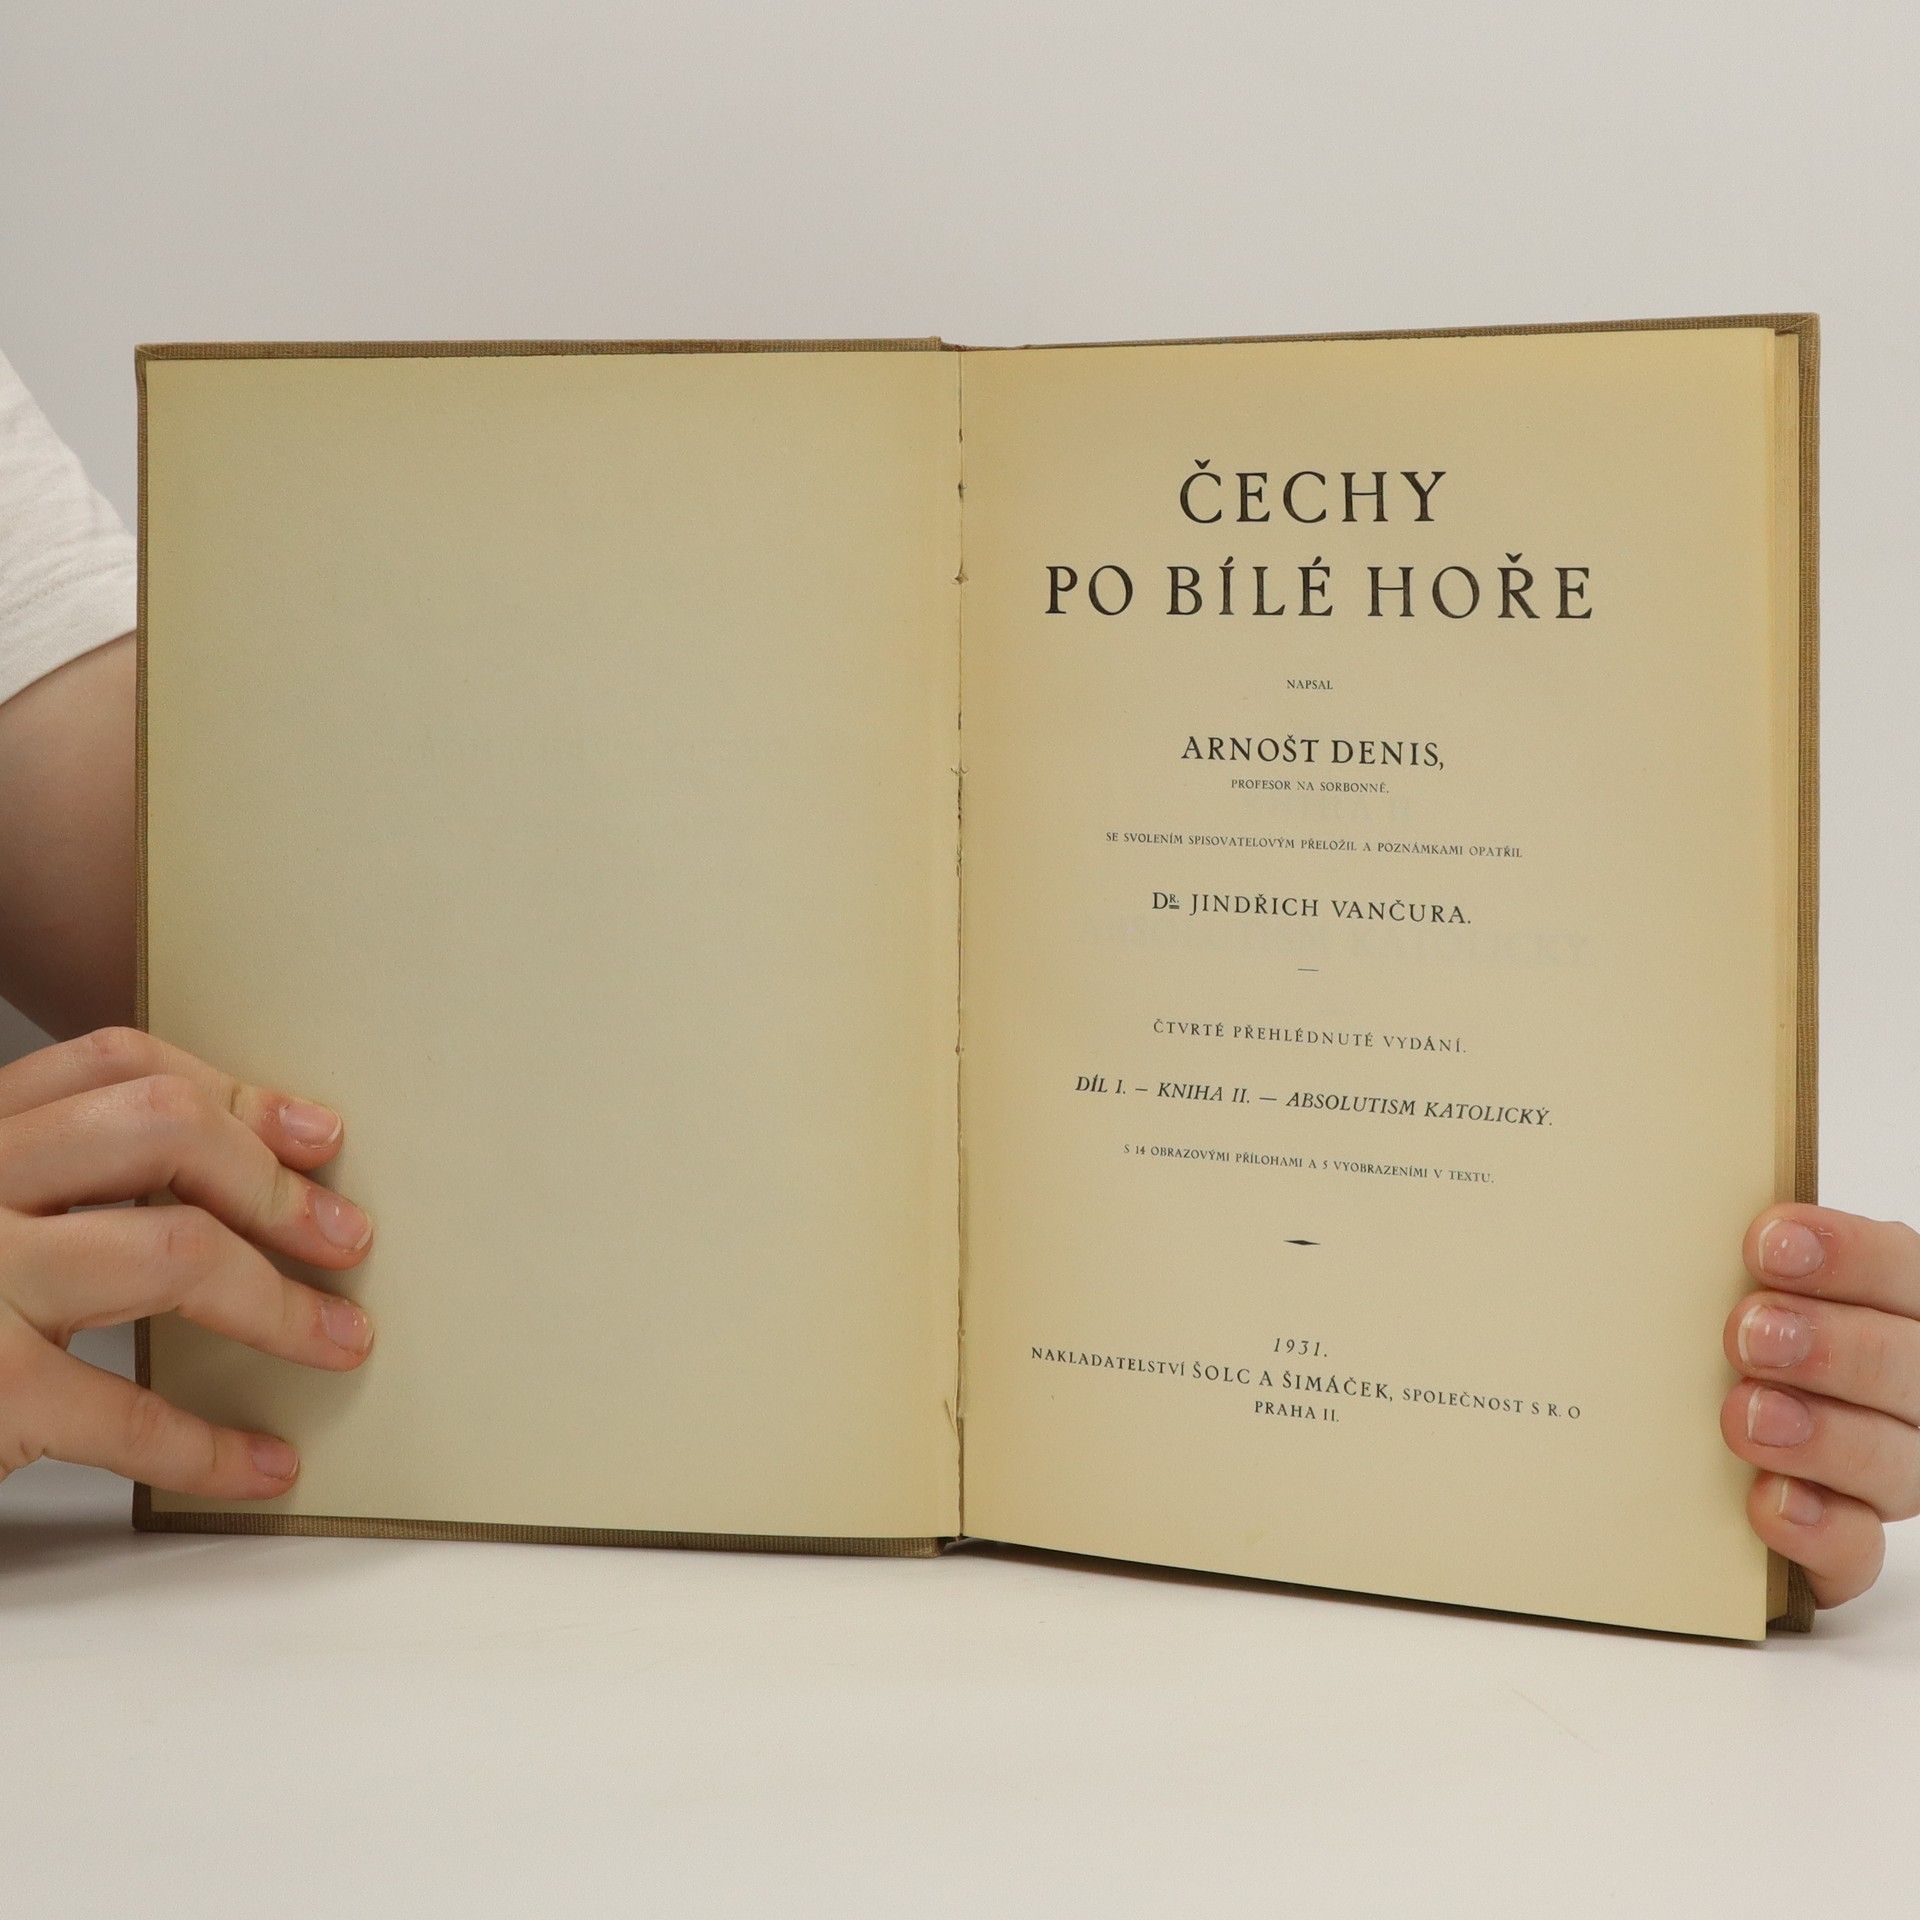 ČECHY
PO BÍLÉ HOŘE
NAPSAL
ARNOŠT DENIS,
PROFESOR NA SORBONNĚ.
SE SVOLENÍM SPISOVATELOVÝM PŘELOŽIL A POZNÁMKAMI OPATŘIL
DR. JINDŘICH VANČURA.
—
ČTVRTÉ PŘEHLÉDNUTÉ VYDÁNÍ.
DÍL I. — KNIHA II. — ABSOLUTISM KATOLICKÝ.
S 14 OBRAZOVÝMI PŘÍLOHAMI A 5 VYOBRAZENÍMI V TEXTU.
1931.
NAKLADATELSTVÍ ŠOLC A ŠIMÁČEK, SPOLEČNOST S R. O
PRAHA II.